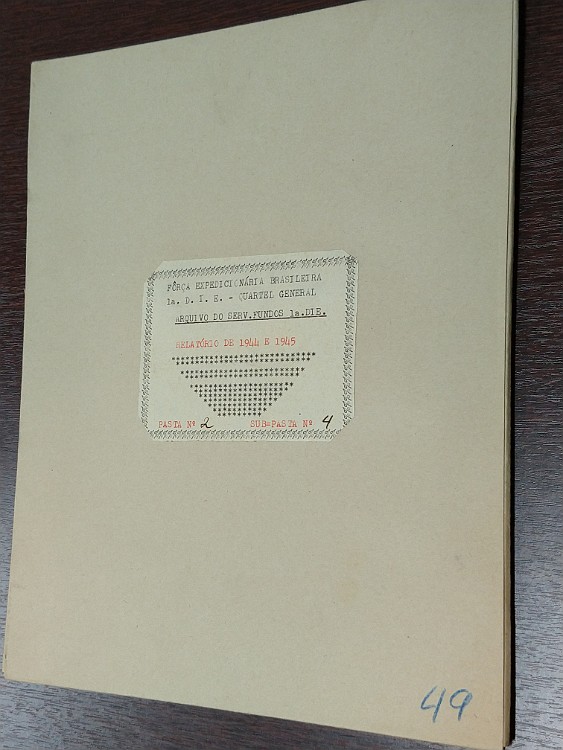 FÔRÇA EXPEDICIONÁRIA BRASILEIRA
1a. D. I. E. - QUARTEL GENERAL
ARQUIVO DO SERV.FUNDOS 1a.DIE.
RELATÓRIO DE 1944 E 1945
PASTA Nº 2 SUB=PASTA Nº 4
49